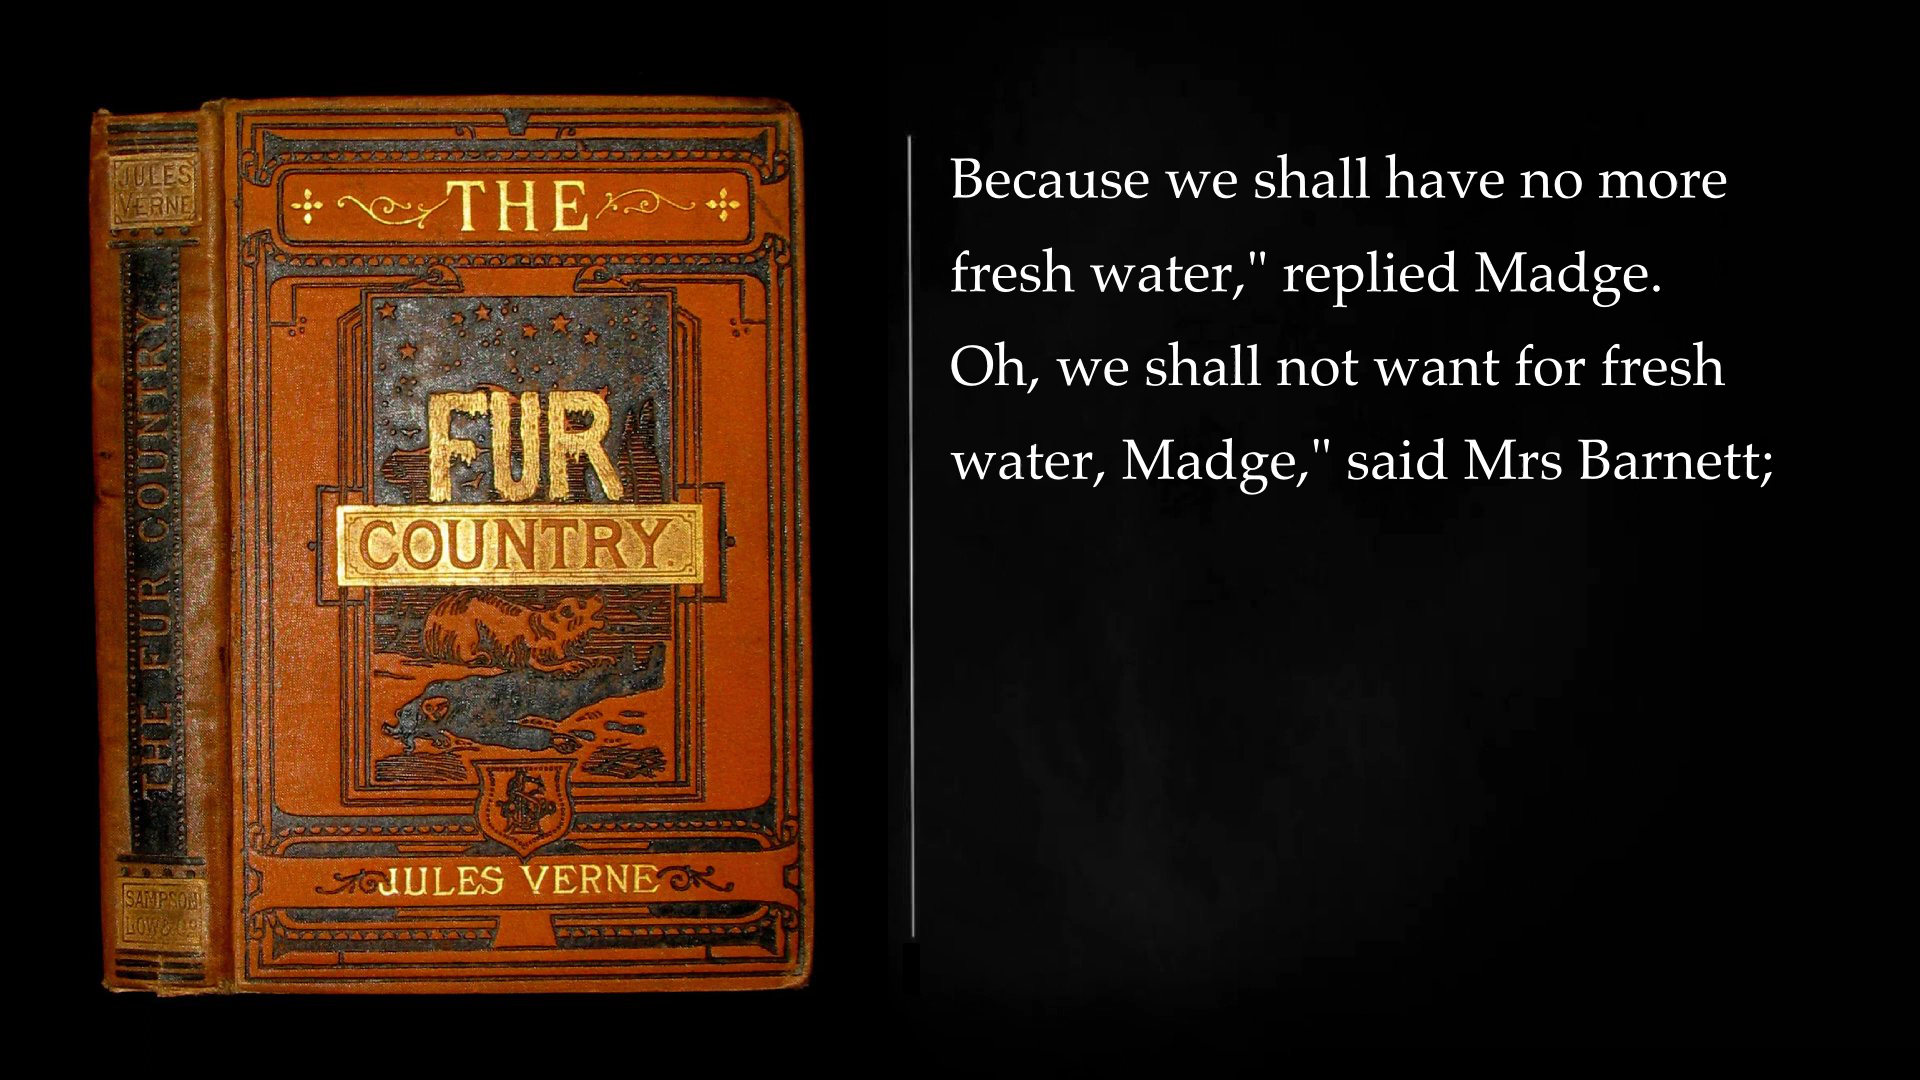 JULES
VERNE
THE FUR COUNTRY.
SAMPSON
LOW & Co
THE
FUR
COUNTRY.
JULES VERNE
Because we shall have no more
fresh water," replied Madge.
Oh, we shall not want for fresh
water, Madge," said Mrs Barnett;